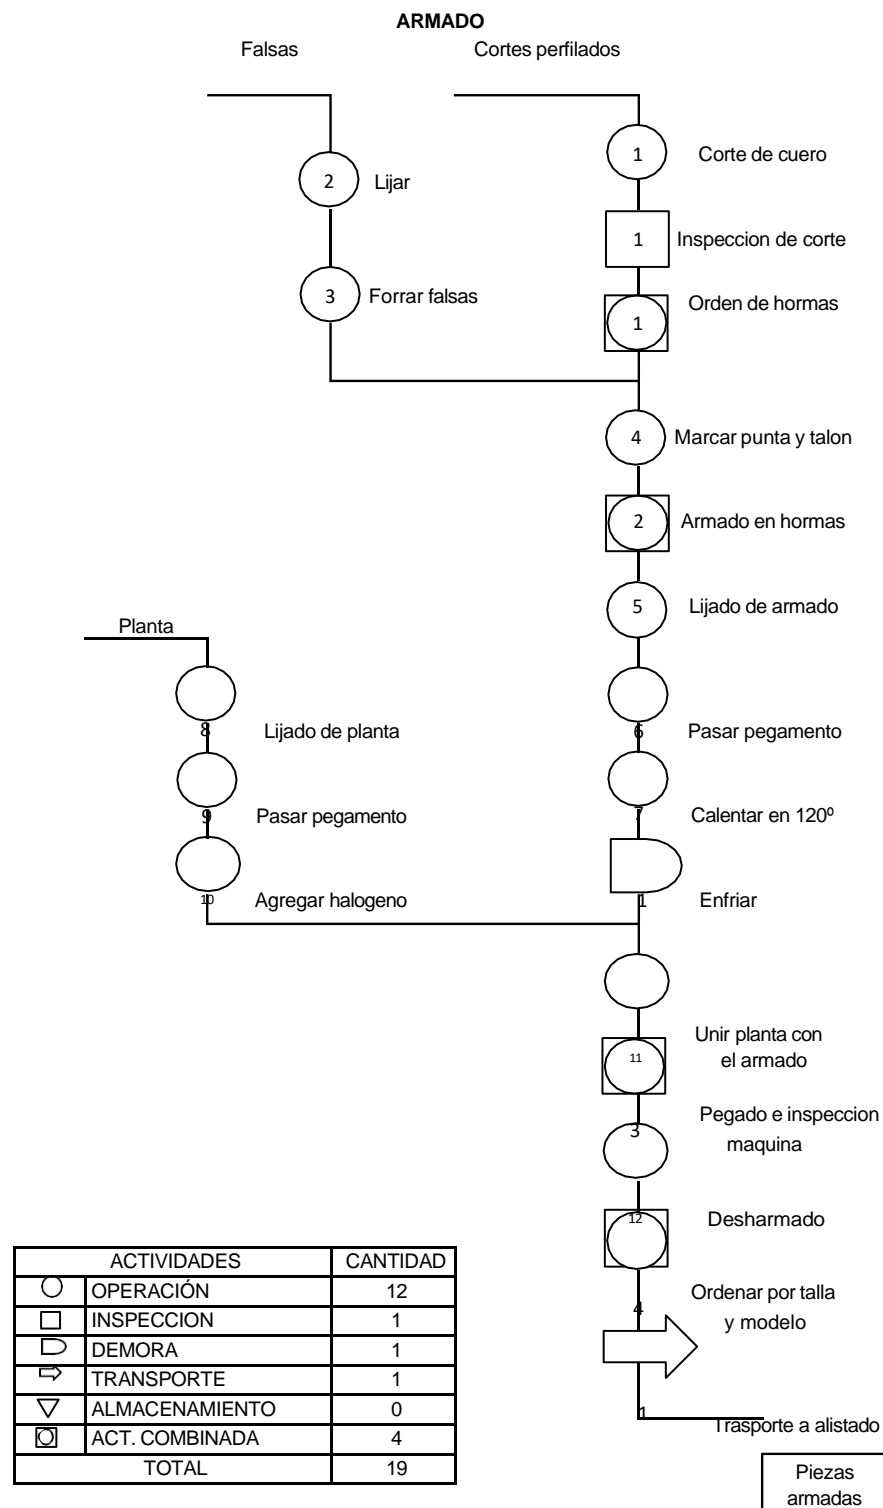 ARMADO
Falsas
Cortes perfilados
1
Corte de cuero
2
Lijar
1
Inspeccion de corte
3
Forrar falsas
1
Orden de hormas
4
Marcar punta y talon
2
Armado en hormas
5
Lijado de armado
Planta
8
Lijado de planta
6
Pasar pegamento
9
Pasar pegamento
7
Calentar en 120º
10
Agregar halogeno
1
Enfriar
Unir planta con
el armado
11
Pegado e inspeccion
maquina
3
12
Desharmado
Ordenar por talla
y modelo
4
1
Trasporte a alistado
Piezas
armadas
ACTIVIDADES CANTIDAD
OPERACIÓN 12
INSPECCION 1
DEMORA 1
TRANSPORTE 1
ALMACENAMIENTO 0
ACT. COMBINADA 4
TOTAL 19